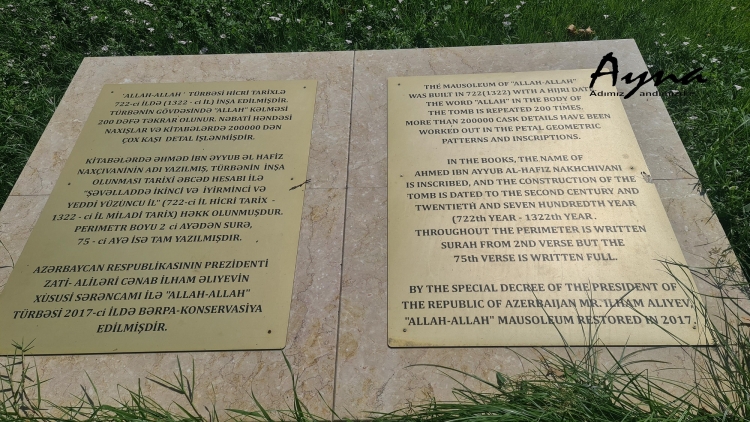 "ALLAH-ALLAH" TÜRBƏSİ HİCRİ TARİXLƏ
722-ci İLDƏ (1322 - ci İL) İNŞA EDİLMİŞDİR.
TÜRBƏNİN GÖVDƏSİNDƏ "ALLAH" KƏLMƏSİ
200 DƏFƏ TƏKRAR OLUNUR. NƏBATİ HƏNDƏSİ
NAXIŞLAR VƏ KİTABƏLƏRDƏ 200000 DƏN
ÇOX KAŞI DETAL İŞLƏNMİŞDİR.
KİTABƏLƏRDƏ ƏHMƏD İBN ƏYYUB ƏL HAFİZ
NAXÇIVANİNİN ADI YAZILMIŞ, TÜRBƏNİN İNŞA
OLUNMASI TARİXİ ƏBCƏD HESABI İLƏ
"ŞƏVƏLLADDƏ İKİNCİ VƏ İYİRMİNCİ VƏ
YEDDİ YÜZÜNCÜ İL" (722-ci İL HİCRİ TARİX -
1322 - ci İL MİLADİ TARİX) HƏKK OLUNMUŞDUR.
PERIMETR BOYU 2 ci AYƏDƏN SURƏ,
75 - ci AYƏ İSƏ TAM YAZILMIŞDIR.
AZƏRBAYCAN RESPUBLİKASININ PREZİDENTİ
ZATİ- ALİLƏRİ CƏNAB İLHAM ƏLİYEVİN
XÜSUSİ SƏRƏNCAMI İLƏ "ALLAH-ALLAH"
TÜRBƏSİ 2017-ci İLDƏ BƏRPA-KONSERVASİYA
EDİLMİŞDİR.
THE MAUSOLEUM OF "ALLAH-ALLAH"
WAS BUILT IN 722(1322) WITH A HIJRI DATE
THE WORD "ALLAH" IN THE BODY OF
THE TOMB IS REPEATED 200 TIMES.
MORE THAN 200000 CASK DETAILS HAVE BEEN
WORKED OUT IN THE PETAL GEOMETRIC
PATTERNS AND INSCRIPTIONS.
IN THE BOOKS, THE NAME OF
AHMED IBN AYYUB AL-HAFIZ NAKHCHIVANI
IS INSCRIBED, AND THE CONSTRUCTION OF THE
TOMB IS DATED TO THE SECOND CENTURY AND
TWENTIETH AND SEVEN HUNDREDTH YEAR
(722th YEAR - 1322th YEAR.
THROUGHOUT THE PERIMETER IS WRITTEN
SURAH FROM 2ND VERSE BUT THE
75th VERSE IS WRITTEN FULL.
BY THE SPECIAL DECREE OF THE PRESIDENT OF
THE REPUBLIC OF AZERBAIJAN MR. ILHAM ALIYEV,
"ALLAH-ALLAH" MAUSOLEUM RESTORED IN 2017
Ayna
Adımız